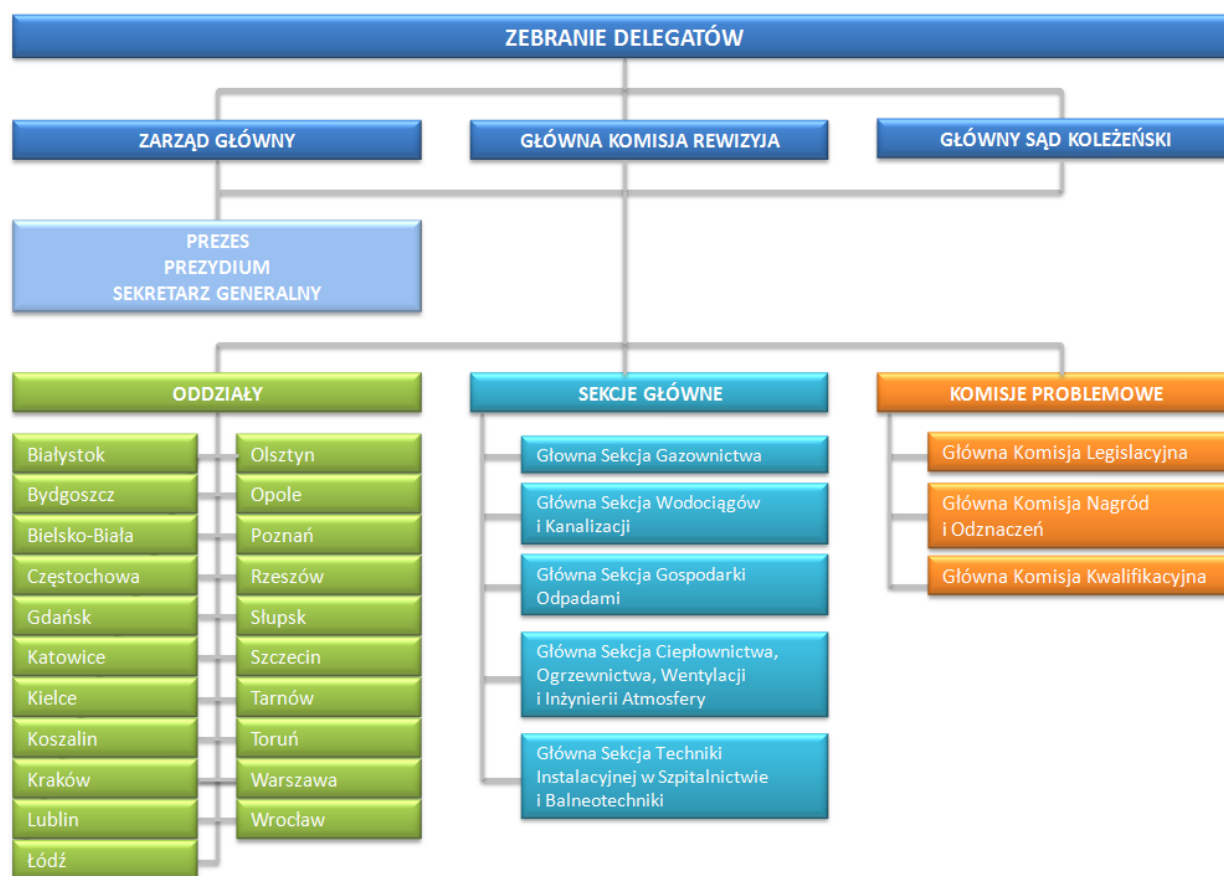 ZEBRANIE DELEGATÓW
ZARZĄD GŁÓWNY
GŁÓWNA KOMISJA REWIZYJA
GŁÓWNY SĄD KOLEŻEŃSKI
PREZES
PREZYDIUM
SEKRETARZ GENERALNY
ODDZIAŁY
Białystok
Bydgoszcz
Bielsko-Biała
Częstochowa
Gdańsk
Katowice
Kielce
Koszalin
Kraków
Lublin
Łódź
Olsztyn
Opole
Poznań
Rzeszów
Słupsk
Szczecin
Tarnów
Toruń
Warszawa
Wrocław
SEKCJE GŁÓWNE
Głowna Sekcja Gazownictwa
Główna Sekcja Wodociągów
i Kanalizacji
Główna Sekcja Gospodarki
Odpadami
Główna Sekcja Ciepłownictwa,
Ogrzewnictwa, Wentylacji
i Inżynierii Atmosfery
Główna Sekcja Techniki
Instalacyjnej w Szpitalnictwie
i Balneotechniki
KOMISJE PROBLEMOWE
Główna Komisja Legislacyjna
Główna Komisja Nagród
i Odznaczeń
Główna Komisja Kwalifikacyjna